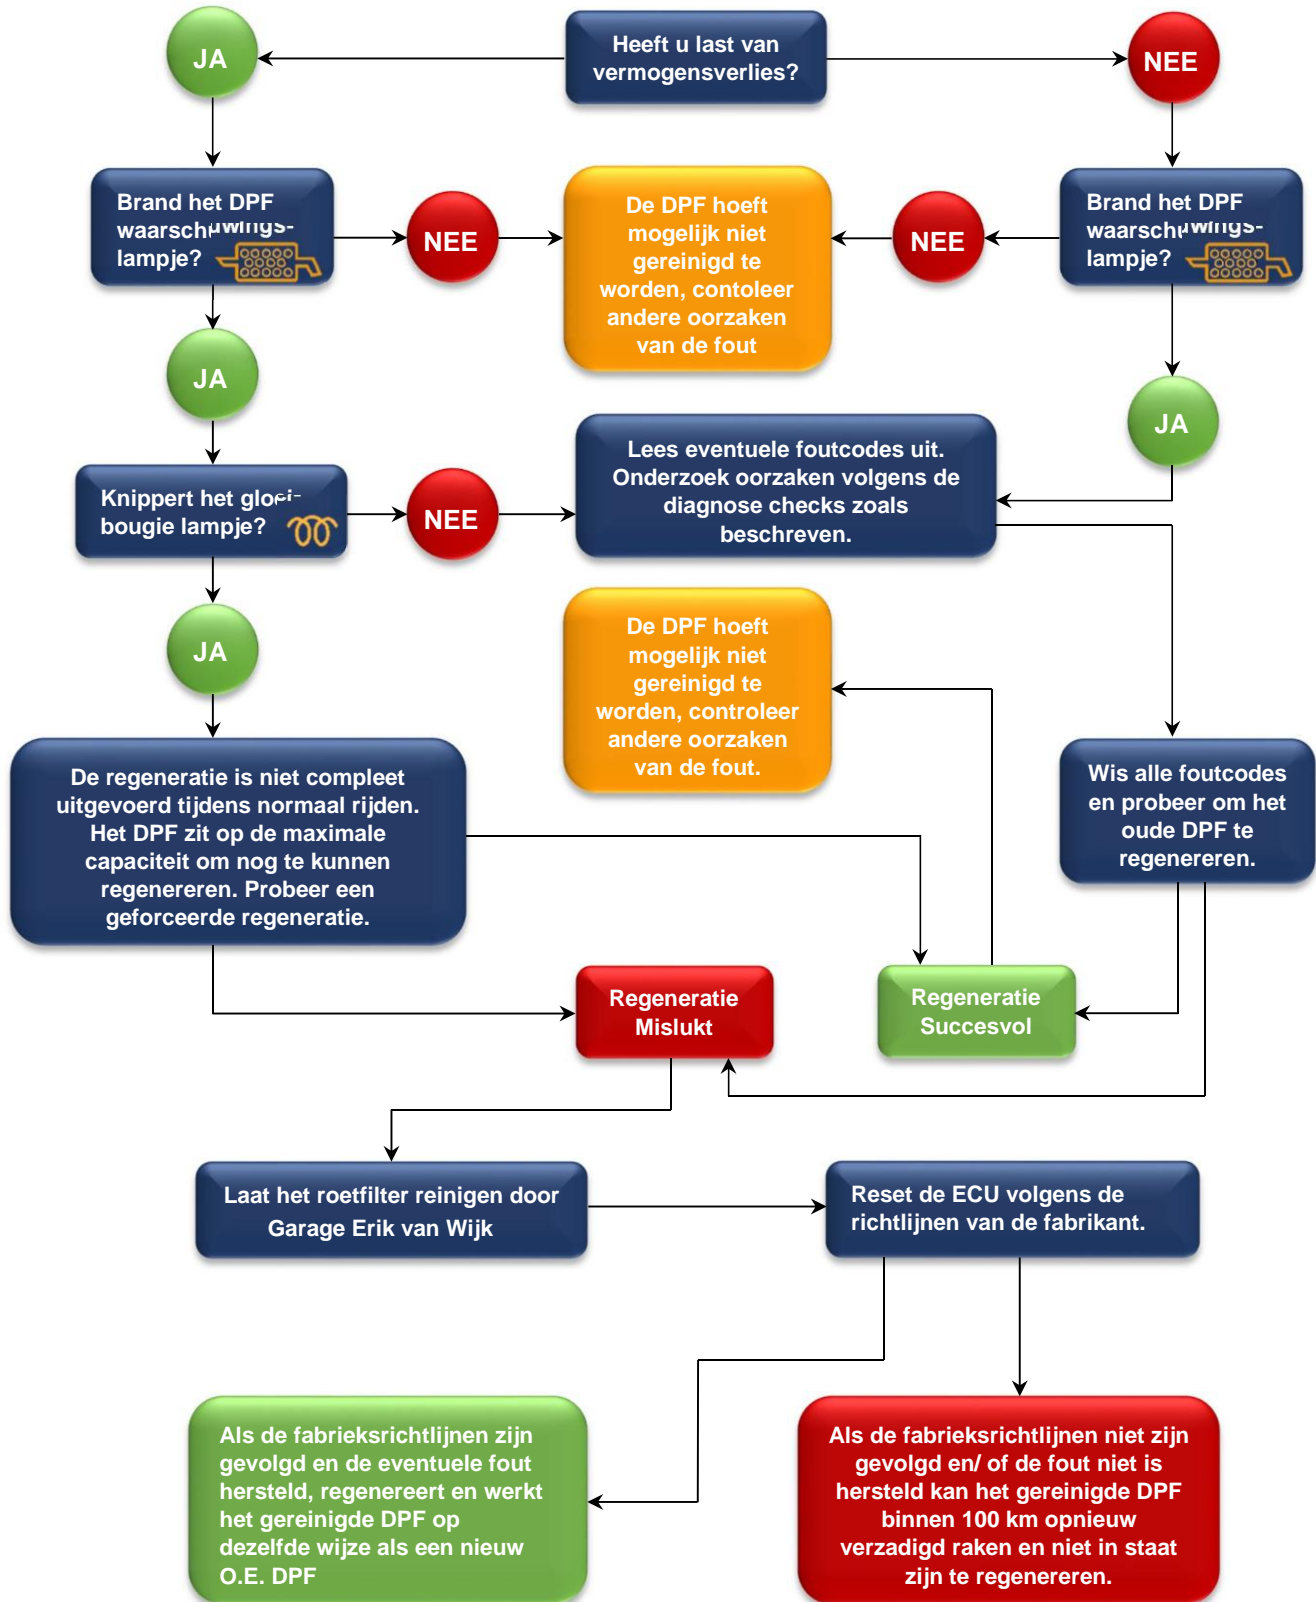 Heeft u last van
vermogensverlies?
JA
NEE
Brand het DPF
waarschuwings-
lampje?
NEE
De DPF hoeft
mogelijk niet
gereinigd te
worden, contoleer
andere oorzaken
van de fout
NEE
Brand het DPF
waarschuwings-
lampje?
JA
JA
Knippert het gloei-
bougie lampje?
NEE
Lees eventuele foutcodes uit.
Onderzoek oorzaken volgens de
diagnose checks zoals
beschreven.
JA
De DPF hoeft
mogelijk niet
gereinigd te
worden, controleer
andere oorzaken
van de fout.
De regeneratie is niet compleet
uitgevoerd tijdens normaal rijden.
Het DPF zit op de maximale
capaciteit om nog te kunnen
regenereren. Probeer een
geforceerde regeneratie.
Wis alle foutcodes
en probeer om het
oude DPF te
regenereren.
Regeneratie
Mislukt
Regeneratie
Succesvol
Laat het roetfilter reinigen door
Garage Erik van Wijk
Reset de ECU volgens de
richtlijnen van de fabrikant.
Als de fabrieksrichtlijnen zijn
gevolgd en de eventuele fout
hersteld, regenereert en werkt
het gereinigde DPF op
dezelfde wijze als een nieuw
O.E. DPF
Als de fabrieksrichtlijnen niet zijn
gevolgd en/ of de fout niet is
hersteld kan het gereinigde DPF
binnen 100 km opnieuw
verzadigd raken en niet in staat
zijn te regenereren.